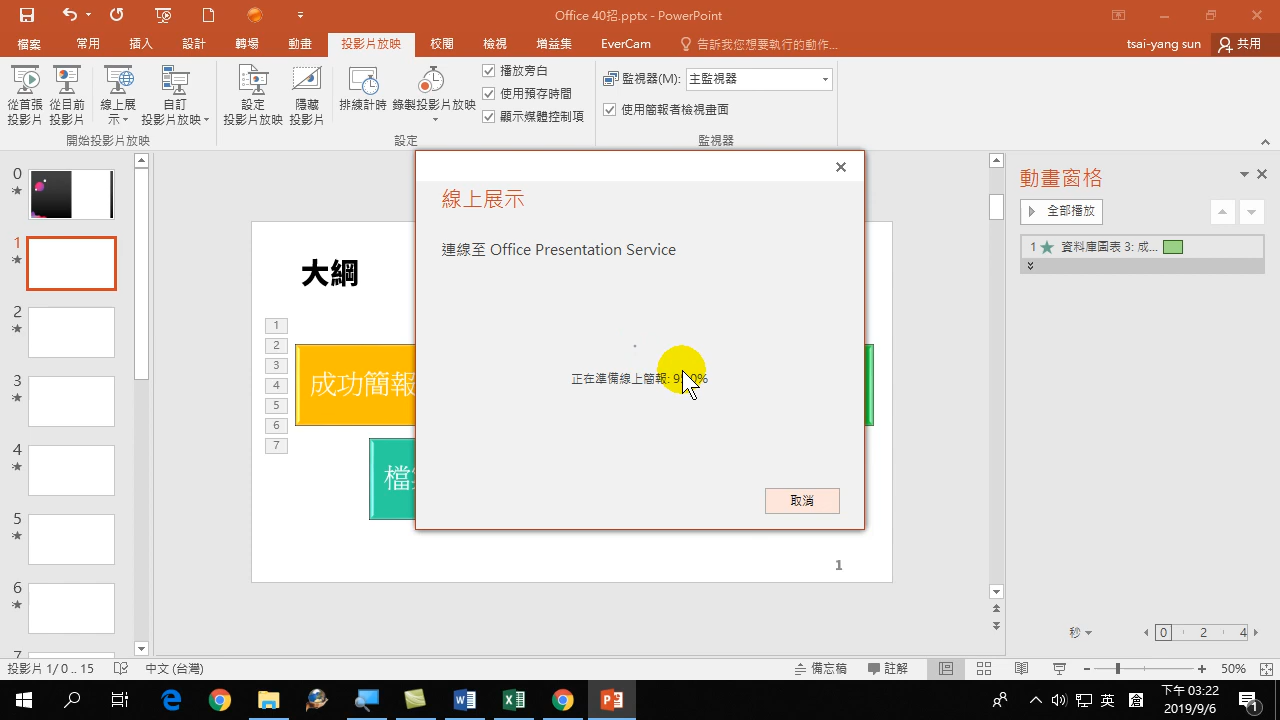 Office 40招.pptx - PowerPoint
檔案 常用 插入 設計 轉場 動畫 投影片放映 校閱 檢視 增益集 EverCam 告訴我您想要執行的動作... tsai-yang sun 共用
從首張投影片
從目前投影片
線上展示
自訂投影片放映
開始投影片放映
設定投影片放映
隱藏投影片
排練計時
錄製投影片放映
播放旁白
使用預存時間
顯示媒體控制項
設定
監視器(M): 主監視器
使用簡報者檢視畫面
監視器
0
1
2
3
4
5
6
7
大綱
1
2
3
4
5
6
7
成功簡報
1
線上展示
連線至 Office Presentation Service
正在準備線上簡報:
取消
動畫窗格
全部播放
1 資料庫圖表 3: 成...
秒 0 2 4
投影片 1/ 0 .. 15 中文 (台灣) 備忘稿 註解 50%
英
下午 03:22
2019/9/6
1